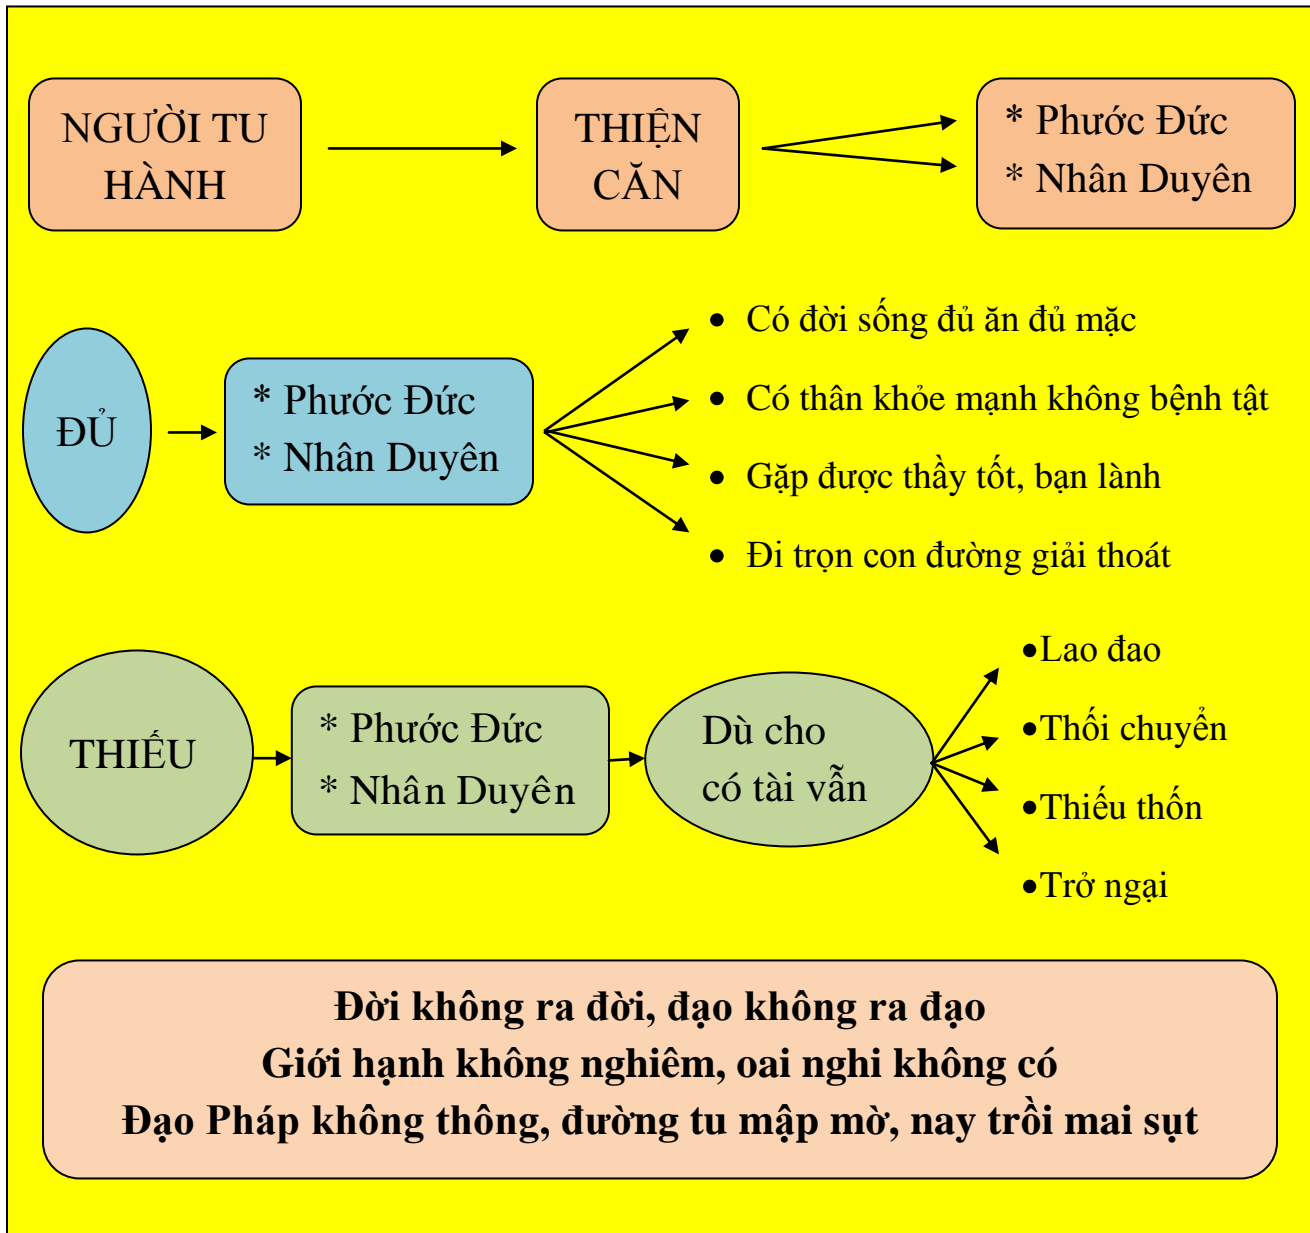 NGƯỜI TU
HÀNH
THIỆN
CĂN
* Phước Đức
* Nhân Duyên
ĐỦ
* Phước Đức
* Nhân Duyên
• Có đời sống đủ ăn đủ mặc
• Có thân khỏe mạnh không bệnh tật
• Gặp được thầy tốt, bạn lành
• Đi trọn con đường giải thoát
THIẾU
* Phước Đức
* Nhân Duyên
Dù cho
có tài vẫn
•Lao đao
•Thối chuyển
•Thiếu thốn
•Trở ngại
Đời không ra đời, đạo không ra đạo
Giới hạnh không nghiêm, oai nghi không có
Đạo Pháp không thông, đường tu mập mờ, nay trồi mai sụt